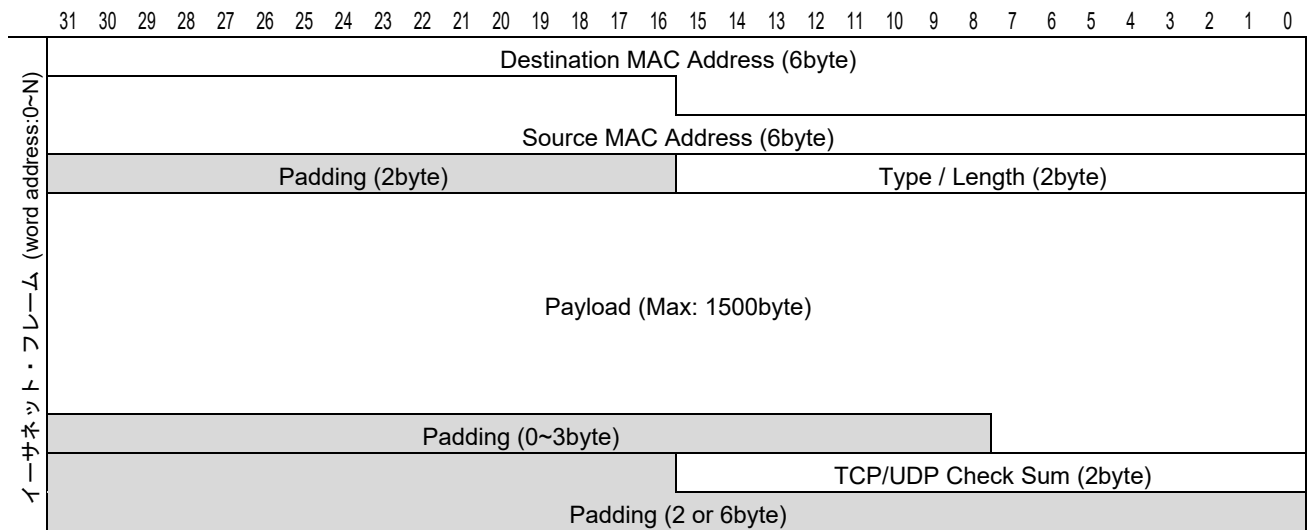 31 30 29 28 27 26 25 24 23 22 21 20 19 18 17 16 15 14 13 12 11 10 9 8 7 6 5 4 3 2 1 0
イーサネット・フレーム (word address:0~N)
Destination MAC Address (6byte)
Source MAC Address (6byte)
Padding (2byte) Type / Length (2byte)
Payload (Max: 1500byte)
Padding (0~3byte)
TCP/UDP Check Sum (2byte)
Padding (2 or 6byte)